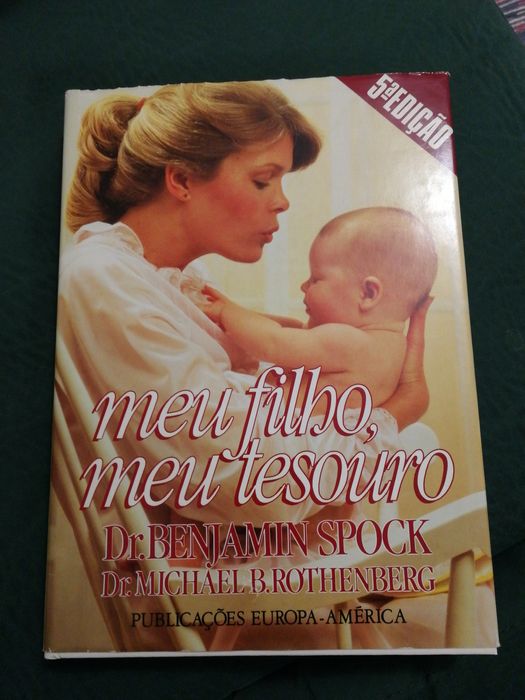 5ª EDIÇÃO
meu filho,
meu tesouro
Dr. BENJAMIN SPOCK
Dr. MICHAEL B. ROTHENBERG
PUBLICAÇÕES EUROPA-AMÉRICA